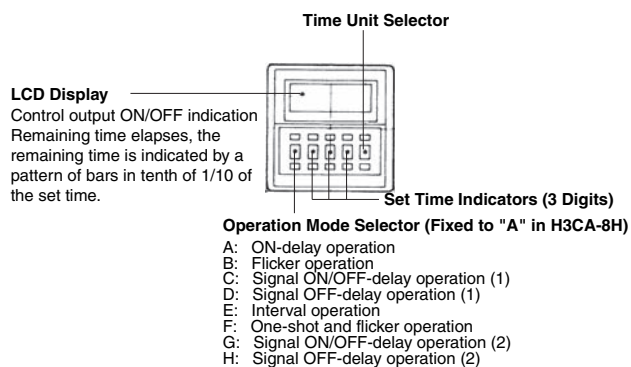 Time Unit Selector
LCD Display
Control output ON/OFF indication
Remaining time elapses, the
remaining time is indicated by a
pattern of bars in tenth of 1/10 of
the set time.
Set Time Indicators (3 Digits)
Operation Mode Selector (Fixed to "A" in H3CA-8H)
A: ON-delay operation
B: Flicker operation
C: Signal ON/OFF-delay operation (1)
D: Signal OFF-delay operation (1)
E: Interval operation
F: One-shot and flicker operation
G: Signal ON/OFF-delay operation (2)
H: Signal OFF-delay operation (2)